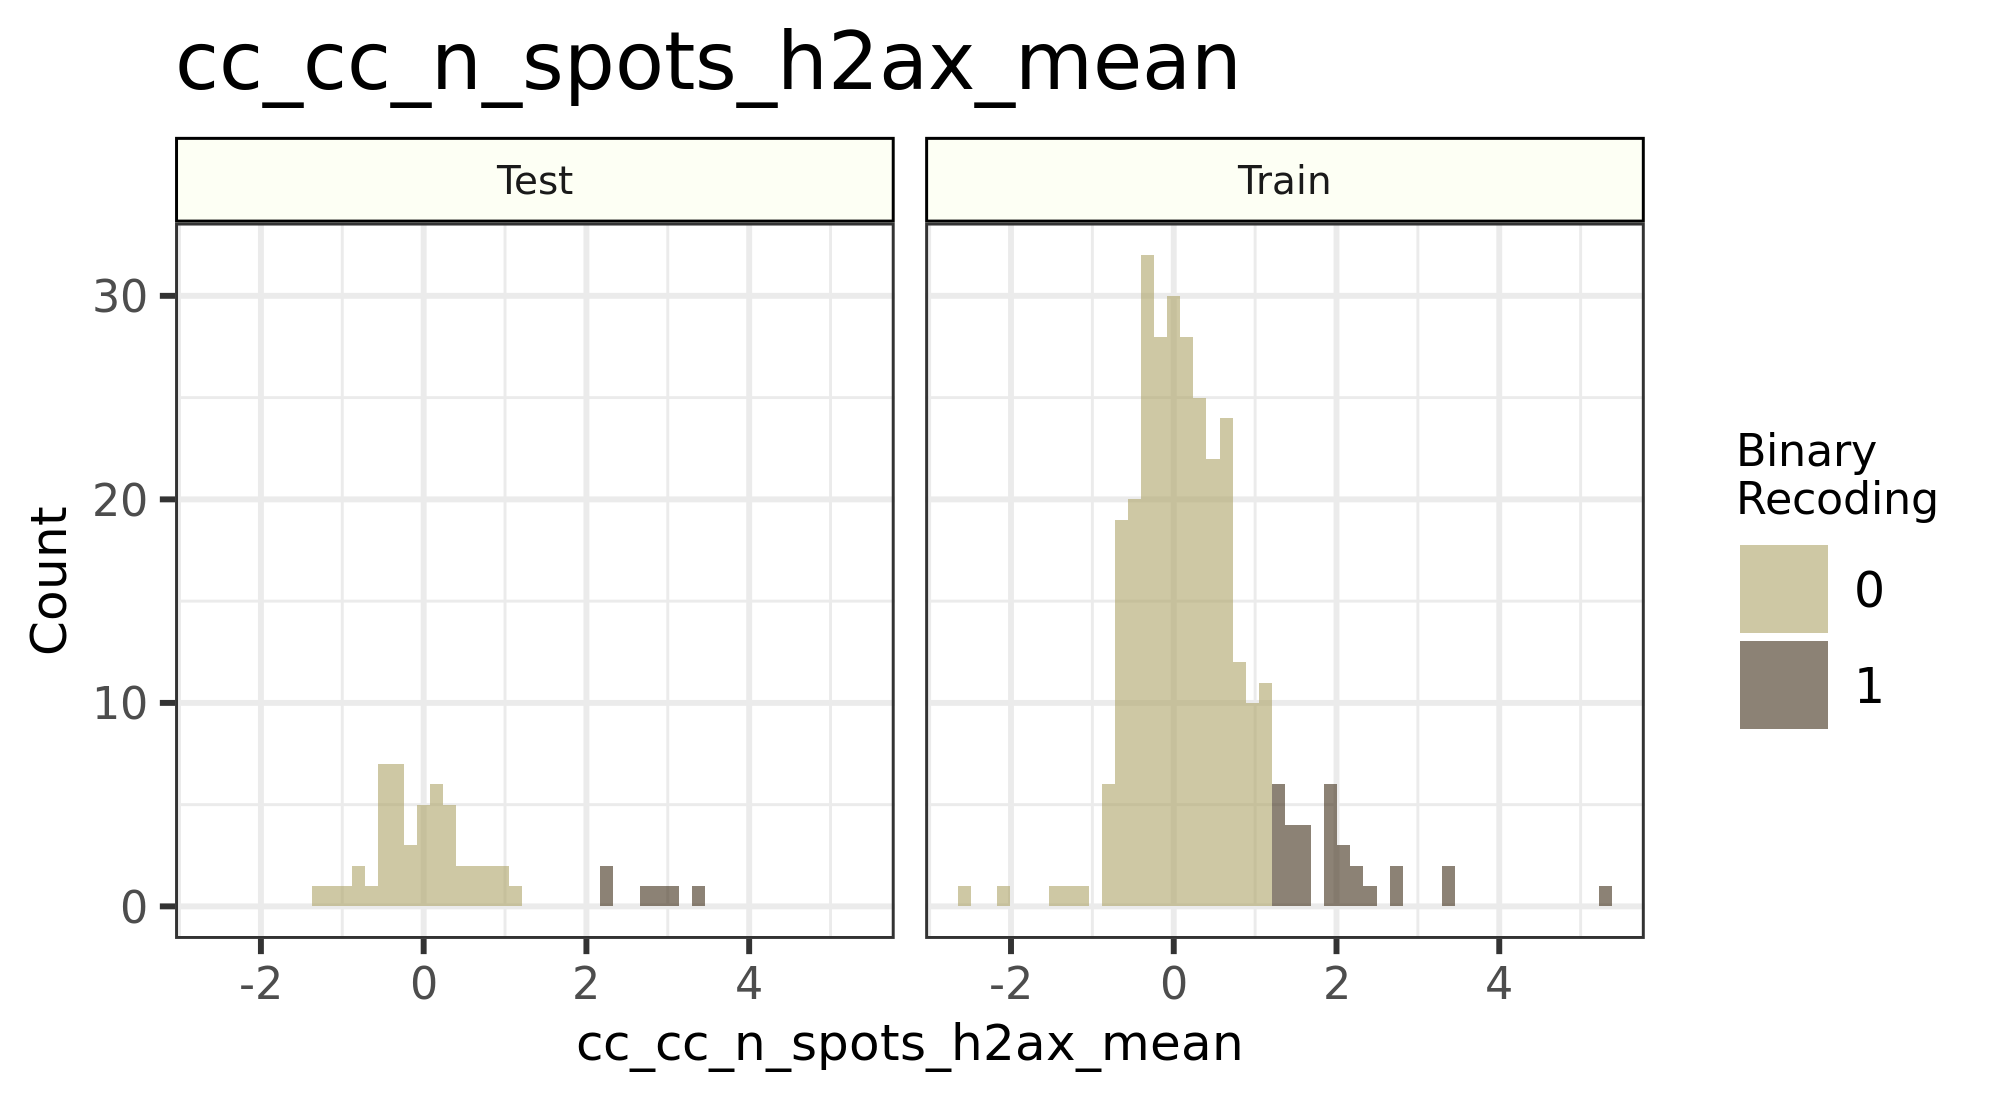 cc_cc_n_spots_h2ax_mean
Test
Train
30
20
10
0
Count
-2
0
2
4
-2
0
2
4
cc_cc_n_spots_h2ax_mean
Binary
Recoding
0
1